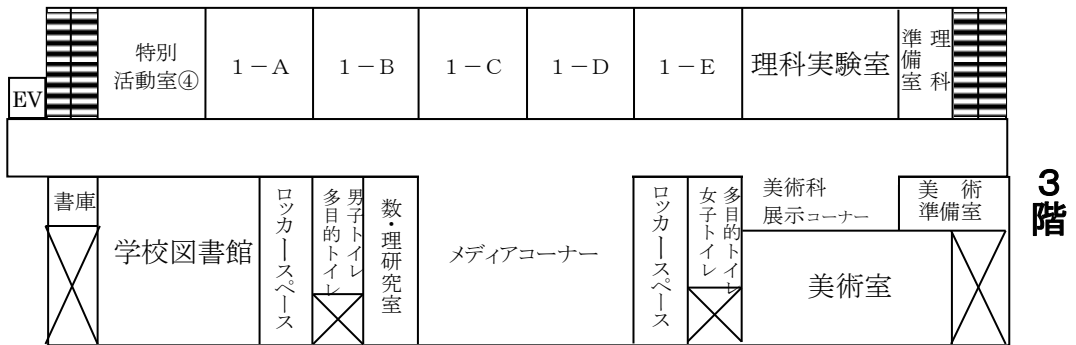 特別
活動室④
1－A
1－B
1－C
1－D
1－E
理科実験室
理科
準備室
EV
書庫
学校図書館
ロッカースペース
男子トイレ
多目的トイレ
数・理研究室
メディアコーナー
ロッカースペース
多目的トイレ
女子トイレ
美術科
展示コーナー
美術
準備室
美術室
3階